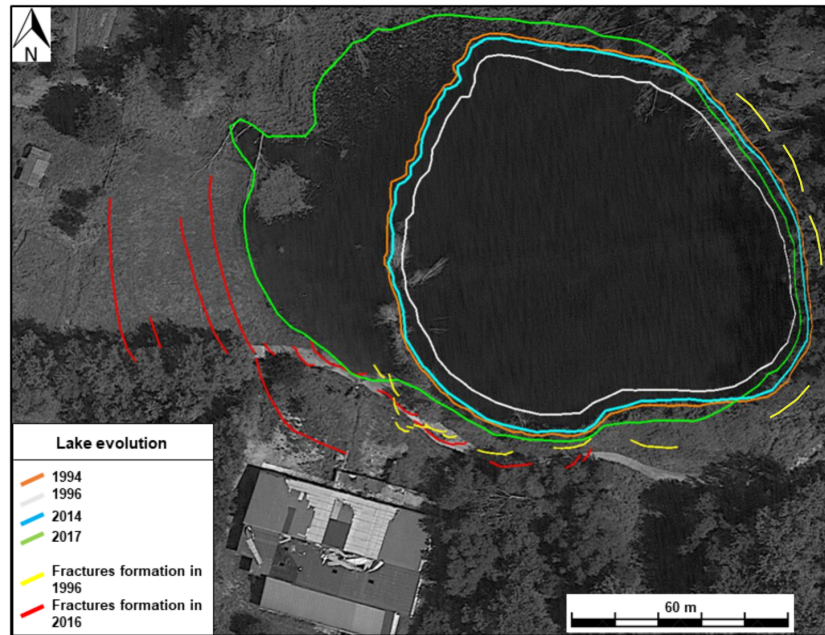 N
Lake evolution
1994
1996
2014
2017
Fractures formation in
1996
Fractures formation in
2016
60 m